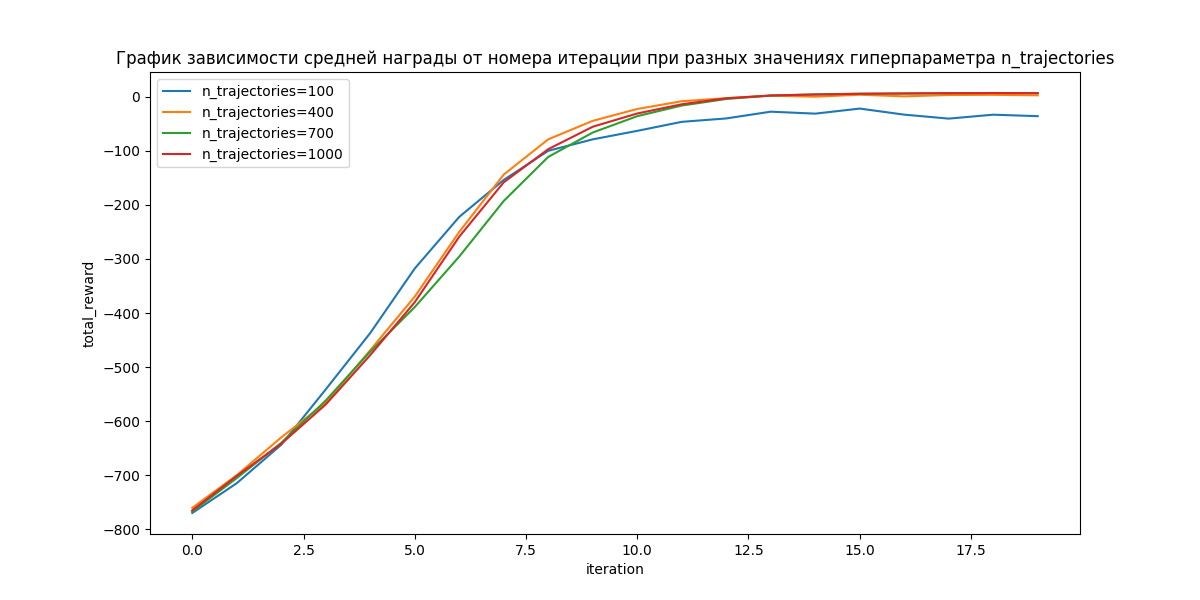 График зависимости средней награды от номера итерации при разных значениях гиперпараметра n_trajectories
n_trajectories=100
n_trajectories=400
n_trajectories=700
n_trajectories=1000
0
−100
−200
−300
−400
−500
−600
−700
−800
total_reward
0.0 2.5 5.0 7.5 10.0 12.5 15.0 17.5
iteration